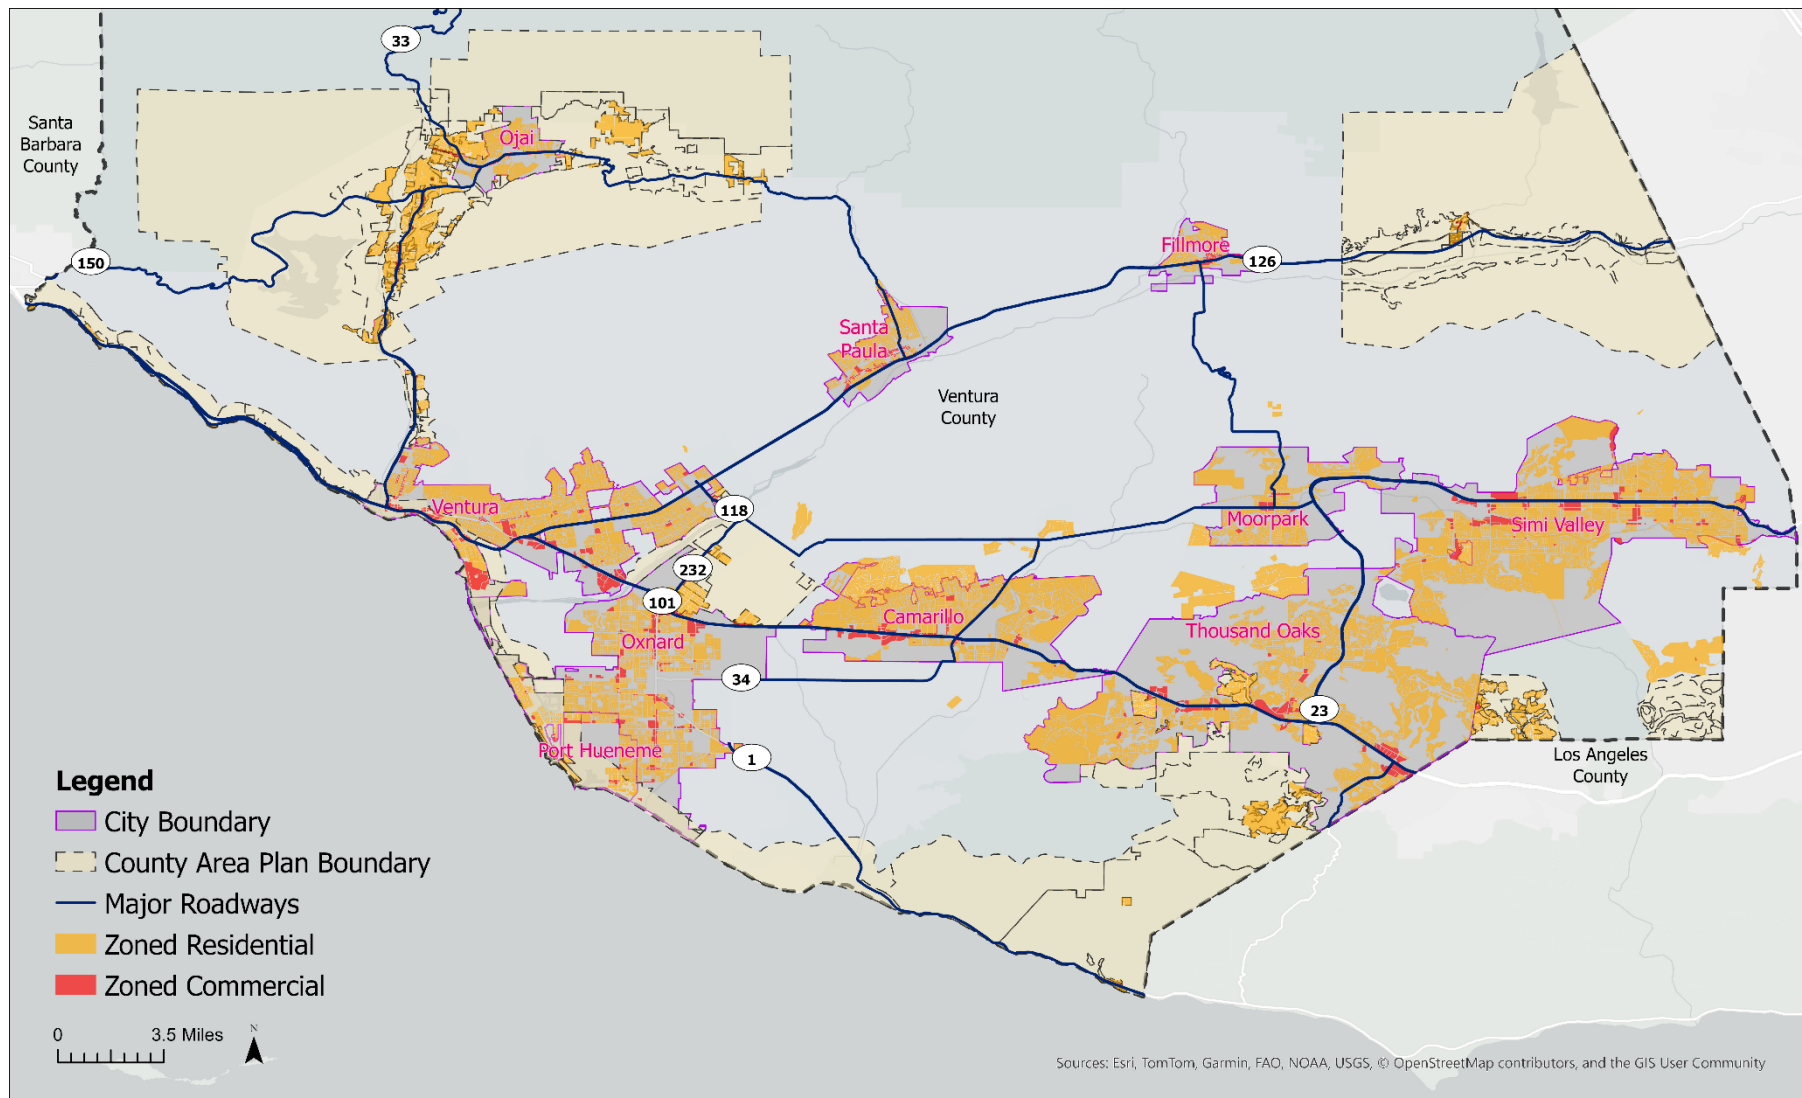 33
Santa
Barbara
County
Ojai
150
Fillmore
126
Santa
Paula
Ventura
County
Ventura
118
Moorpark
Simi Valley
232
101
Camarillo
Thousand Oaks
Oxnard
34
23
Port Hueneme
1
Los Angeles
County
Legend
City Boundary
County Area Plan Boundary
Major Roadways
Zoned Residential
Zoned Commercial
0 3.5 Miles
N
Sources: Esri, TomTom, Garmin, FAO, NOAA, USGS, © OpenStreetMap contributors, and the GIS User Community